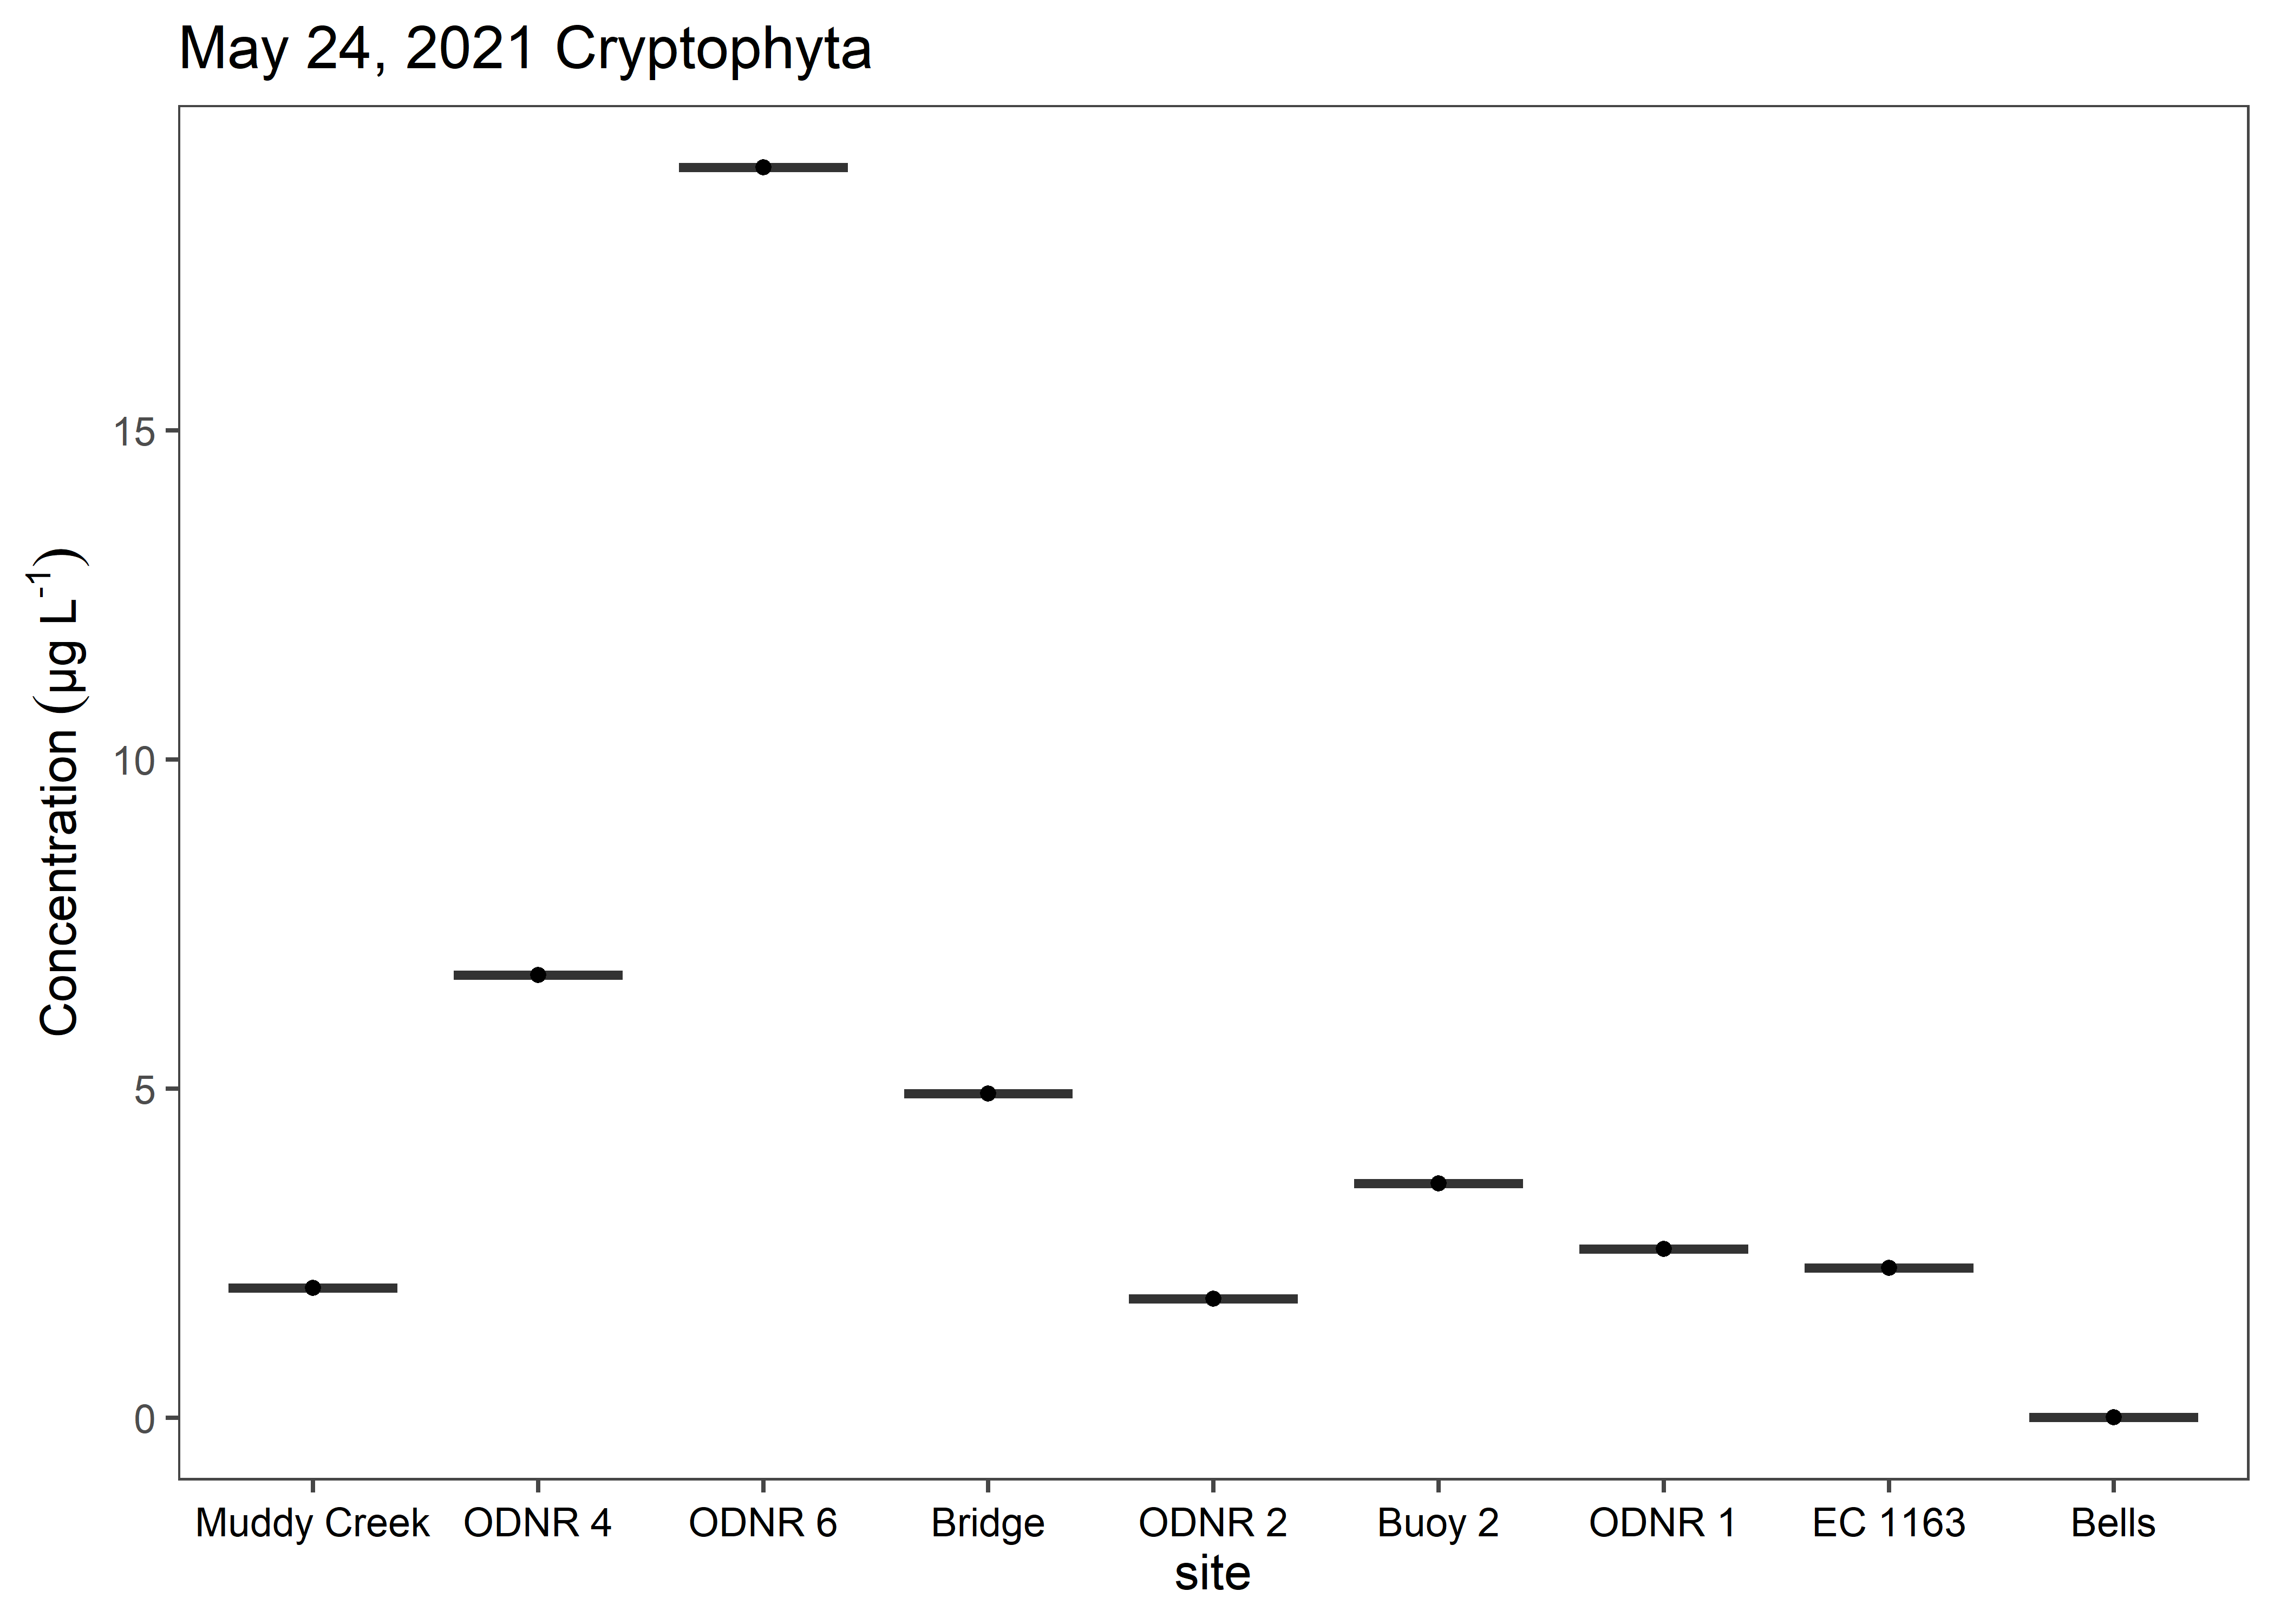 May 24, 2021 Cryptophyta
Concentration (µg L⁻¹)
15
10
5
0
Muddy Creek ODNR 4 ODNR 6 Bridge ODNR 2 Buoy 2 ODNR 1 EC 1163 Bells
site